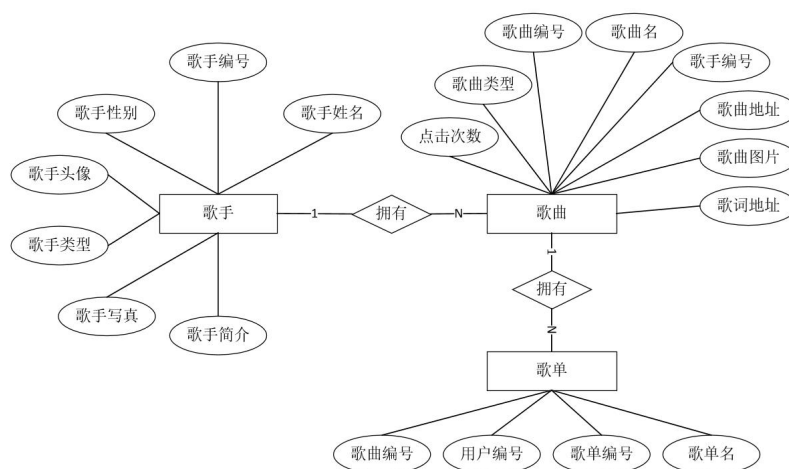 歌曲编号
歌曲名
歌手编号
歌手编号
歌曲类型
歌手性别
歌手姓名
歌曲地址
点击次数
歌曲图片
歌手头像
歌手
1
拥有
N
歌曲
歌词地址
歌手类型
1
拥有
歌手写真
歌手简介
N
歌单
歌曲编号
用户编号
歌单编号
歌单名